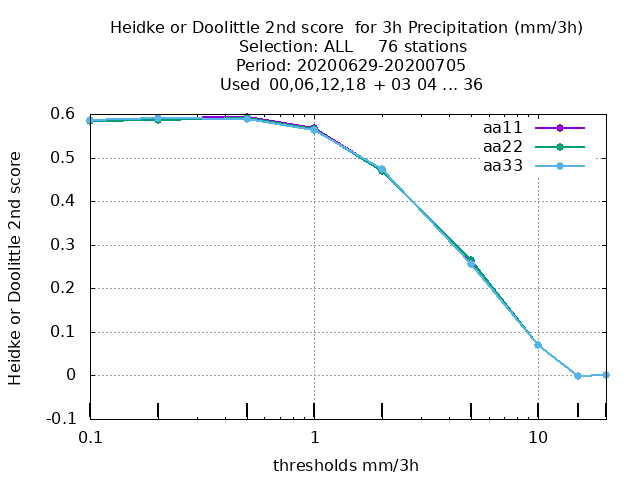 Heidke or Doolittle 2nd score  for 3h Precipitation (mm/3h)
Selection: ALL     76 stations
Period: 20200629-20200705
Used  00,06,12,18  + 03 04 ... 36
Heidke or Doolittle 2nd score
0.6
0.5
0.4
0.3
0.2
0.1
0
-0.1
aa11
aa22
aa33
0.1
1
10
thresholds mm/3h